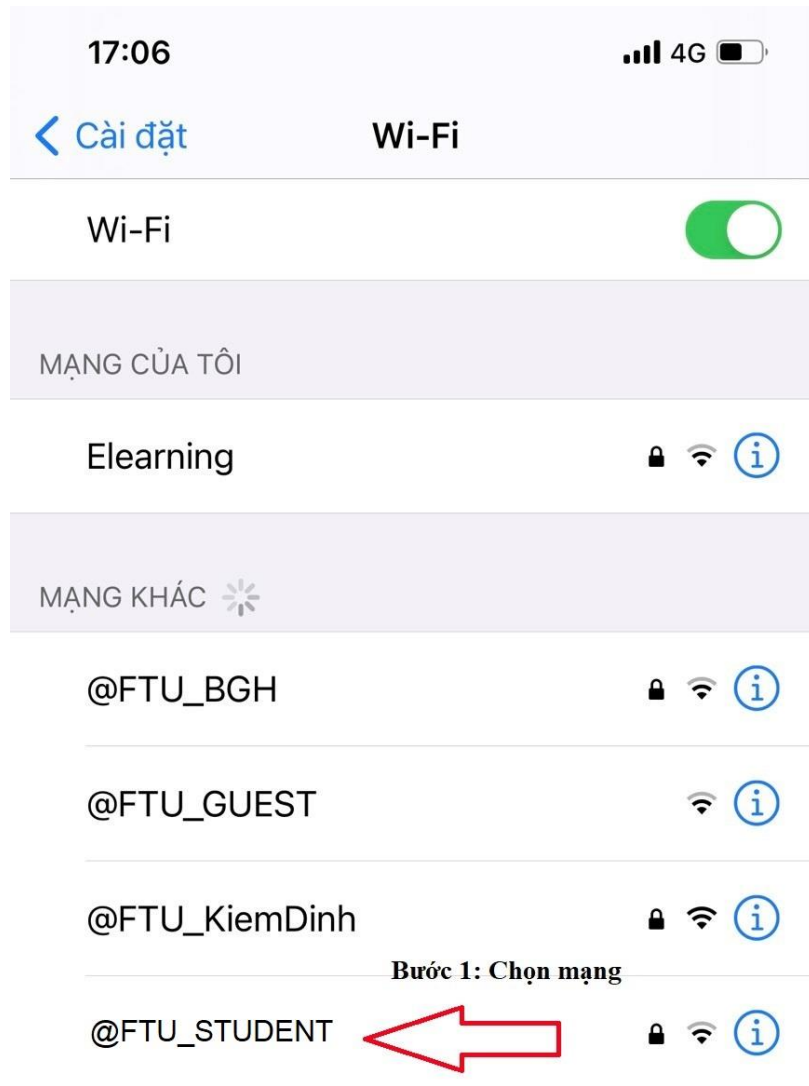 17:06 4G
Cài đặt Wi-Fi
Wi-Fi
MẠNG CỦA TÔI
Elearning
MẠNG KHÁC
@FTU_BGH
@FTU_GUEST
@FTU_KiemDinh
Bước 1: Chọn mạng
@FTU_STUDENT